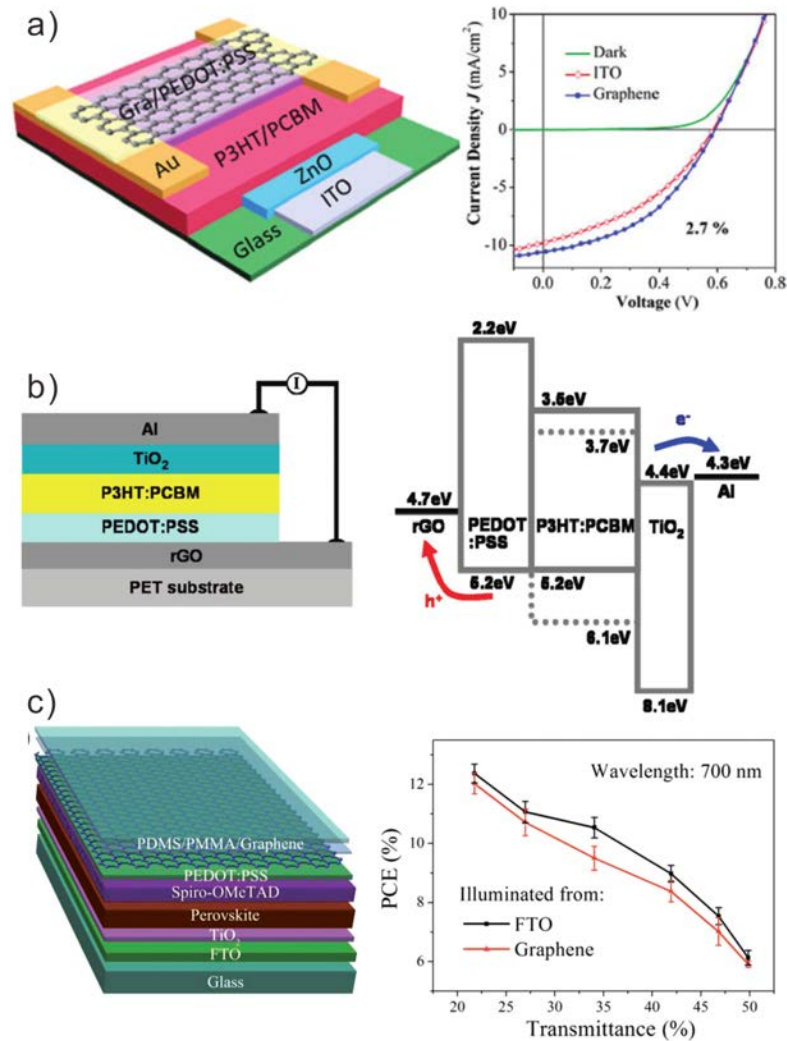 a)
Gra/PEDOT:PSS
Au
P3HT/PCBM
ZnO
ITO
Glass
Current Density J (mA/cm²)
10
5
0
-5
-10
Dark
ITO
Graphene
2.7 %
0.0 0.2 0.4 0.6 0.8
Voltage (V)
b)
I
Al
TiO₂
P3HT:PCBM
PEDOT:PSS
rGO
PET substrate
2.2eV
3.5eV
3.7eV
e⁻
4.4eV
4.3eV
Al
4.7eV
rGO
PEDOT
:PSS
P3HT:PCBM
TiO₂
5.2eV
5.2eV
h⁺
6.1eV
8.1eV
c)
PDMS/PMMA/Graphene
PEDOT:PSS
Spiro-OMeTAD
Perovskite
TiO₂
FTO
Glass
PCE (%)
12
10
8
6
Wavelength: 700 nm
Illuminated from:
FTO
Graphene
20 25 30 35 40 45 50
Transmittance (%)